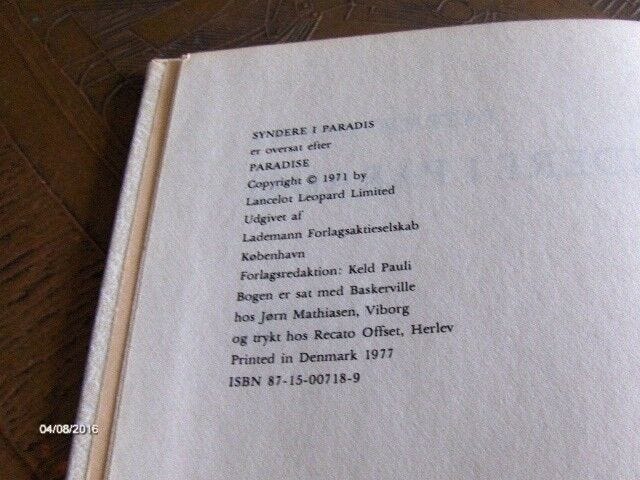 SYNDERE I PARADIS
er oversat efter
PARADISE
Copyright © 1971 by
Lancelot Leopard Limited
Udgivet af
Lademann Forlagsaktieselskab
København
Forlagsredaktion: Keld Pauli
Bogen er sat med Baskerville
hos Jørn Mathiasen, Viborg
og trykt hos Recato Offset, Herlev
Printed in Denmark 1977
ISBN 87-15-00718-9
04/08/2016